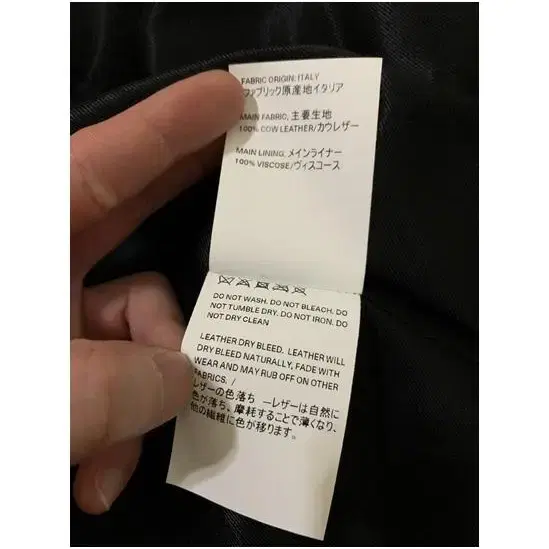 FABRIC ORIGIN: ITALY
ファブリック原産地イタリア
MAIN FABRIC, 主要生地
100% COW LEATHER/カウレザー
MAIN LINING, メインライナー
100% VISCOSE/ヴィスコース
DO NOT WASH. DO NOT BLEACH. DO
NOT TUMBLE DRY. DO NOT IRON. DO
NOT DRY CLEAN
LEATHER DRY BLEED. LEATHER WILL
DRY BLEED NATURALLY, FADE WITH
WEAR AND MAY RUB OFF ON OTHER
FABRICS. /
レザーの色落ち —レザーは自然に
色が落ち、摩耗することで薄くなり、
他の繊維に色が移ります。